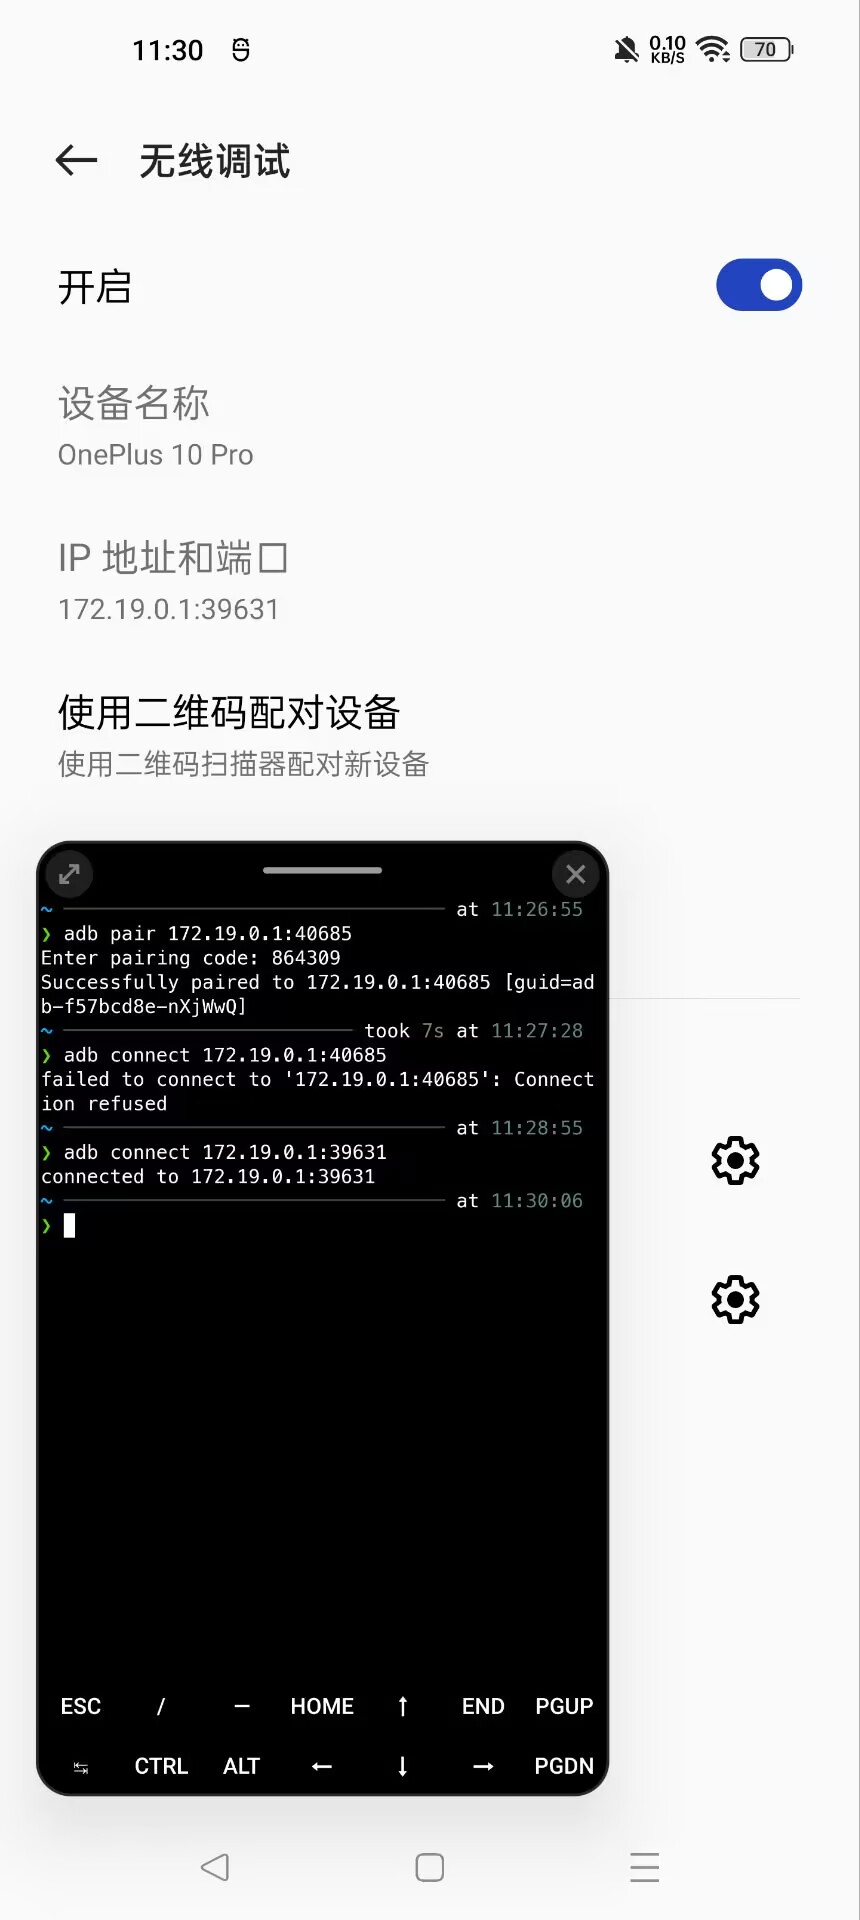 11:30
0.10
KB/S
70
无线调试
开启
设备名称
OnePlus 10 Pro
IP 地址和端口
172.19.0.1:39631
使用二维码配对设备
使用二维码扫描器配对新设备
~ at 11:26:55
❯ adb pair 172.19.0.1:40685
Enter pairing code: 864309
Successfully paired to 172.19.0.1:40685 [guid=ad
b-f57bcd8e-nXjWwQ]
~ took 7s at 11:27:28
❯ adb connect 172.19.0.1:40685
failed to connect to '172.19.0.1:40685': Connect
ion refused
~ at 11:28:55
❯ adb connect 172.19.0.1:39631
connected to 172.19.0.1:39631
~ at 11:30:06
❯
ESC / — HOME ↑ END PGUP
↹ CTRL ALT ← ↓ → PGDN